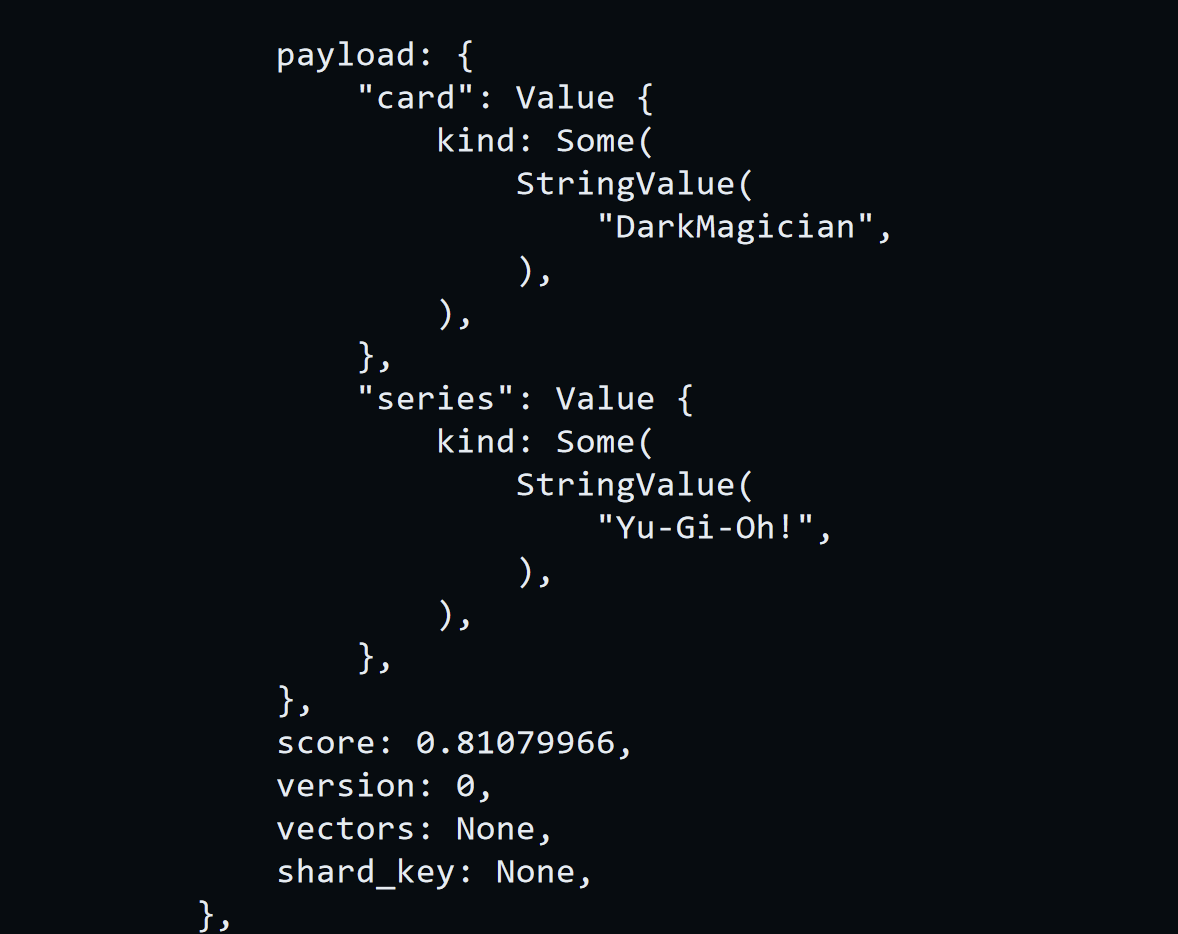 payload: {
"card": Value {
kind: Some(
StringValue(
"DarkMagician",
),
),
},
"series": Value {
kind: Some(
StringValue(
"Yu-Gi-Oh!",
),
),
},
},
score: 0.81079966,
version: 0,
vectors: None,
shard_key: None,
},